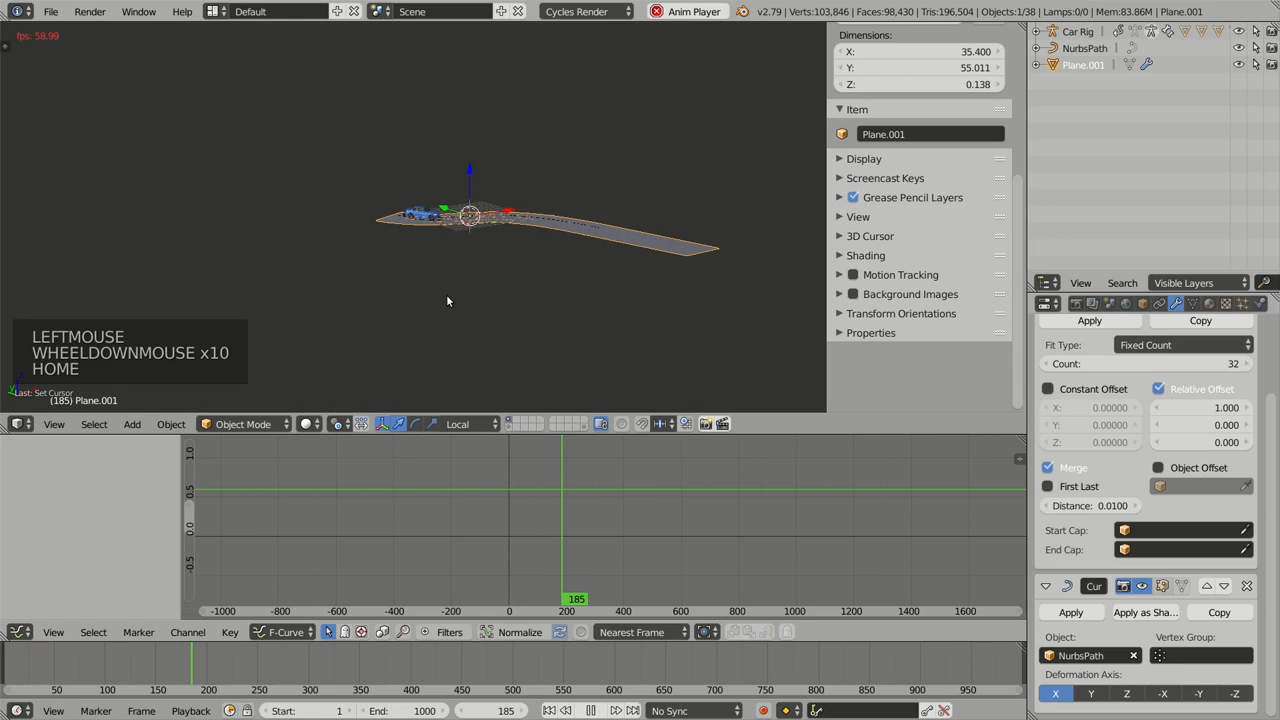 File Render Window Help Default Scene Cycles Render Anim Player v2.79 | Verts:103,846 | Faces:98,430 | Tris:196,504 | Objects:1/38 | Lamps:0/0 | Mem:83.86M | Plane.001
fps: 58.99
Dimensions:
X: 35.400
Y: 55.011
Z: 0.138
Item
Plane.001
Display
Screencast Keys
Grease Pencil Layers
View
3D Cursor
Shading
Motion Tracking
Background Images
Transform Orientations
Properties
Car Rig
NurbsPath
Plane.001
LEFTMOUSE
WHEELDOWNMOUSE x10
HOME
Last: Set Cursor
(185) Plane.001
View Select Add Object Object Mode Local
View Search Visible Layers
Apply Copy
Fit Type: Fixed Count
Count: 32
Constant Offset Relative Offset
X: 0.00000 1.000
Y: 0.00000 0.000
Z: 0.00000 0.000
Merge Object Offset
First Last
Distance: 0.0100
Start Cap:
End Cap:
Cur
Apply Apply as Sha... Copy
Object: Vertex Group:
NurbsPath
Deformation Axis:
X Y Z -X -Y -Z
1.0
0.5
0.0
-0.5
185
-1000 -800 -600 -400 -200 0 200 400 600 800 1000 1200 1400 1600
View Select Marker Channel Key F-Curve Filters Normalize Nearest Frame
50 100 150 200 250 300 350 400 450 500 550 600 650 700 750 800 850 900 950
View Marker Frame Playback Start: 1 End: 1000 185 No Sync